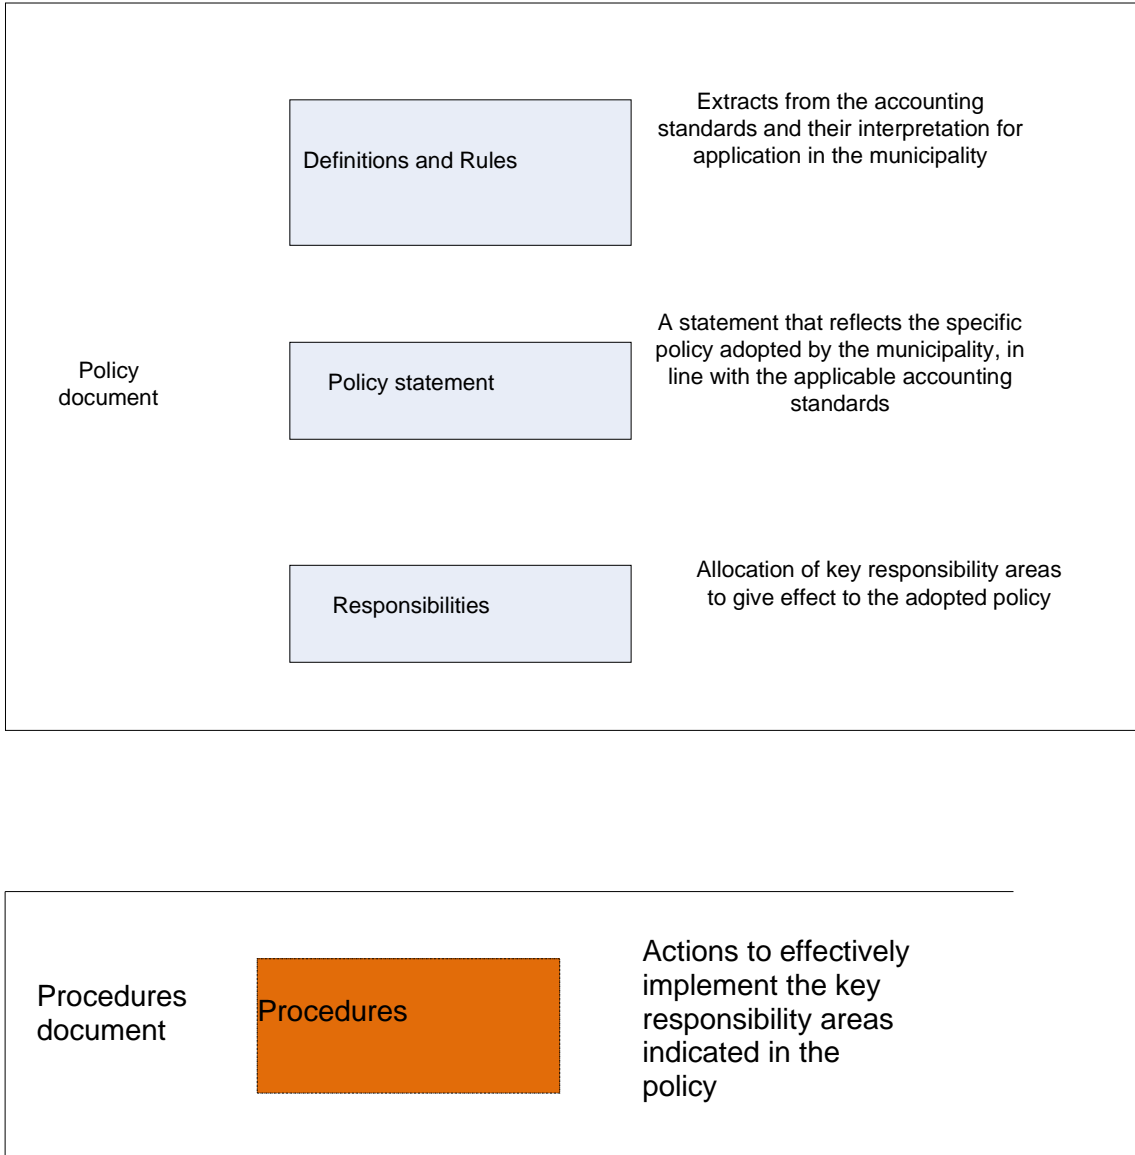 Definitions and Rules
Extracts from the accounting
standards and their interpretation for
application in the municipality
Policy
document
Policy statement
A statement that reflects the specific
policy adopted by the municipality, in
line with the applicable accounting
standards
Responsibilities
Allocation of key responsibility areas
to give effect to the adopted policy
Procedures
document
Procedures
Actions to effectively
implement the key
responsibility areas
indicated in the
policy